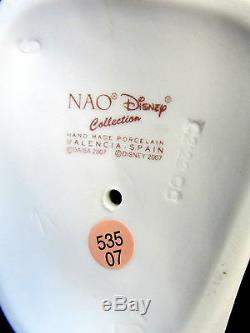 NAO® Disney
Collection
HAND MADE PORCELAIN
VALENCIA - SPAIN
©DAISA 2007 ©DISNEY 2007
535
07